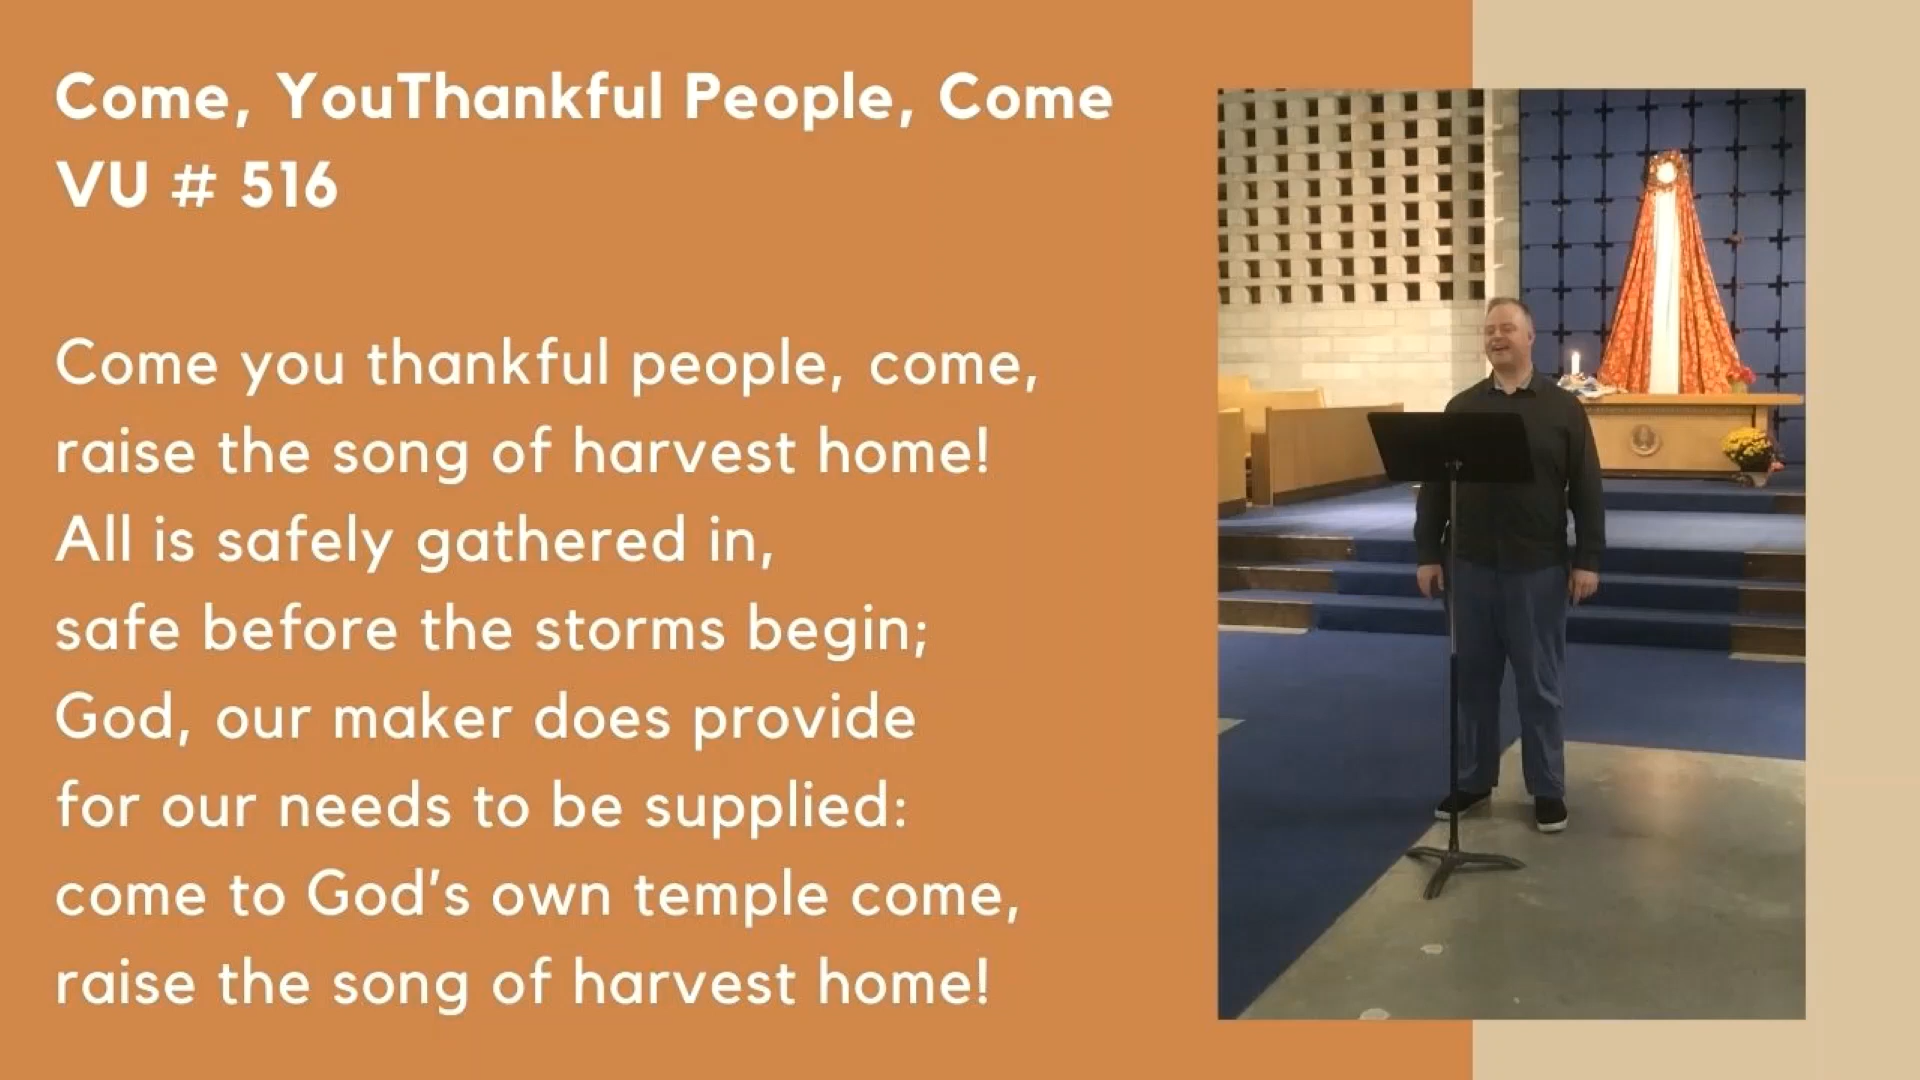 Come, YouThankful People, Come
VU # 516
Come you thankful people, come,
raise the song of harvest home!
All is safely gathered in,
safe before the storms begin;
God, our maker does provide
for our needs to be supplied:
come to God’s own temple come,
raise the song of harvest home!